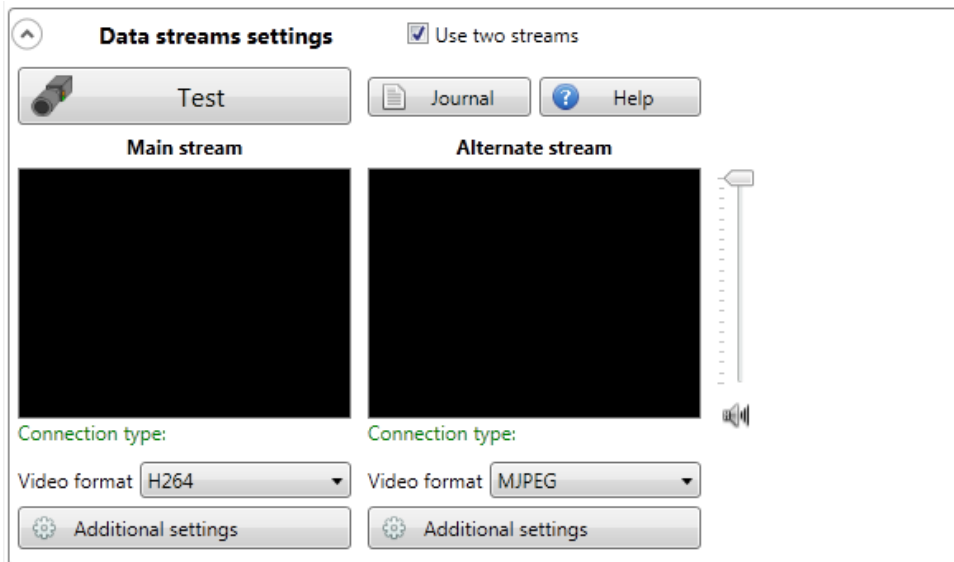 Data streams settings
Use two streams
Test
Journal
Help
Main stream
Alternate stream
Connection type:
Connection type:
Video format H264
Video format MJPEG
Additional settings
Additional settings